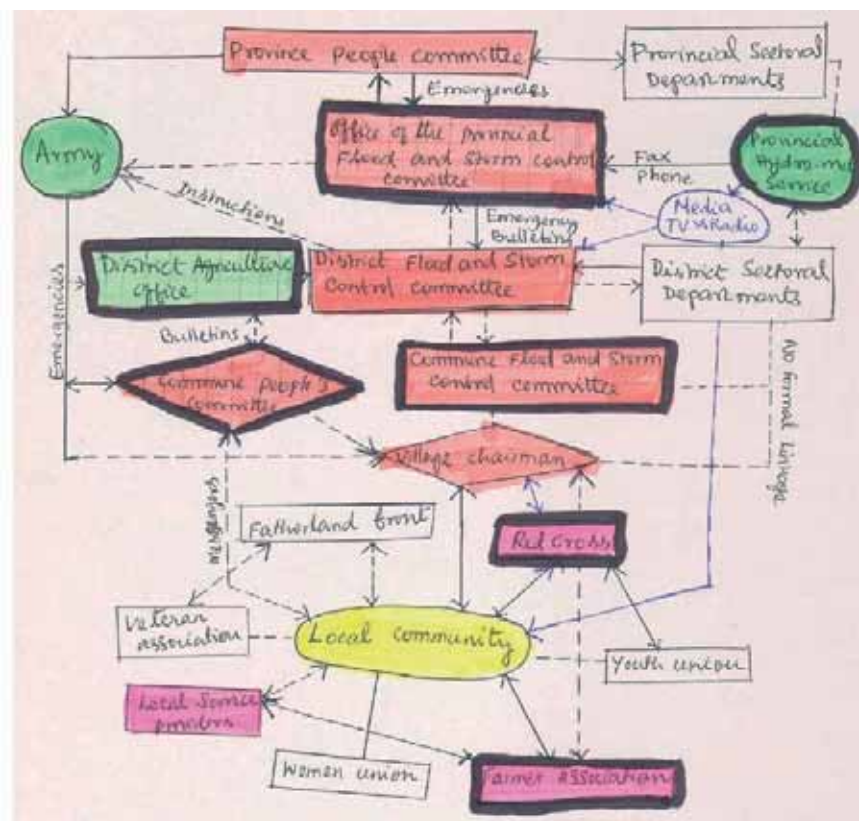 Province People committee
Provincial Sectoral
Departments
Emergencies
Army
Office of the Provincial
Flood and Storm control
committee
Fax
phone
Provincial
Hydro-met
Service
Instructions
Emergency
Bulletins
Media
TV & Radio
District Agriculture
Office
District Flood and Storm
Control committee
District Sectoral
Departments
Emergencies
Bulletins
Commune People's
committee
Commune Flood and Storm
Control committee
No formal Linkage
Village chairman
Messengers
Fatherland front
Red Cross
Veteran
association
Local community
Youth union
Local Service
providers
Women union
Farmer Association